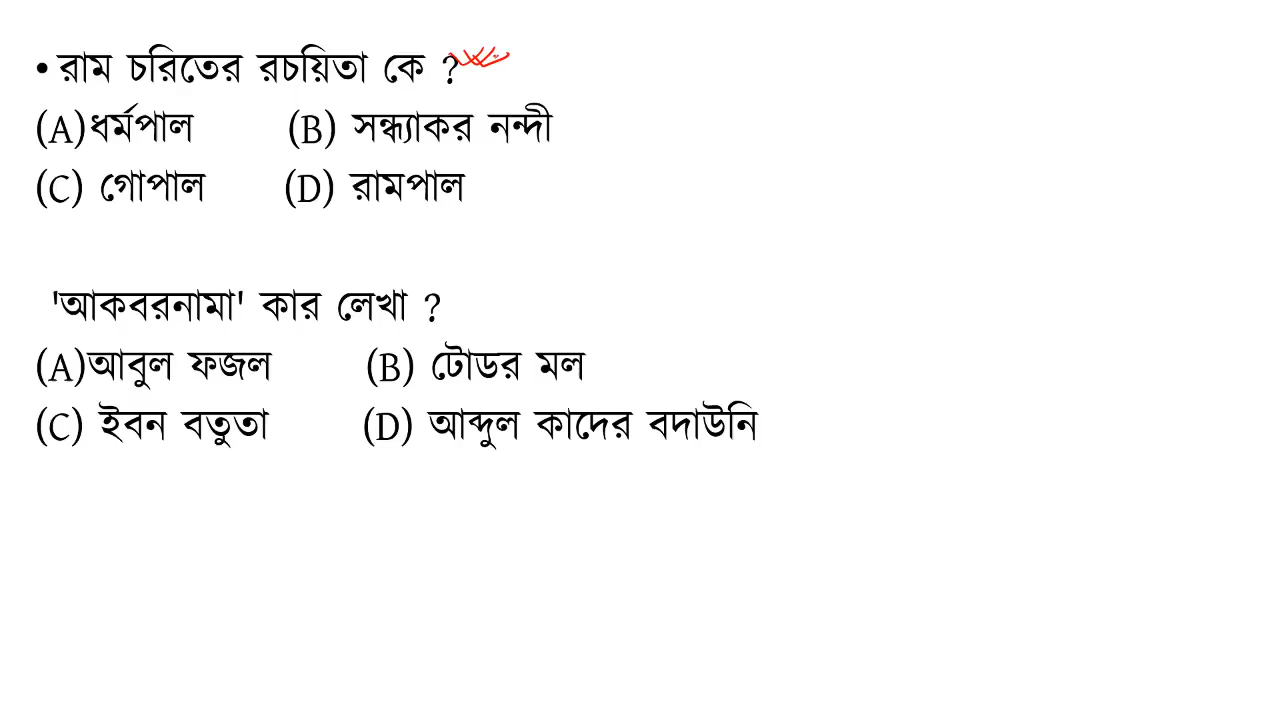 • রাম চরিতের রচয়িতা কে ?
(A)ধর্মপাল (B) সন্ধ্যাকর নন্দী
(C) গোপাল (D) রামপাল
'আকবরনামা' কার লেখা ?
(A)আবুল ফজল (B) টোডর মল
(C) ইবন বতুতা (D) আব্দুল কাদের বদাউনি